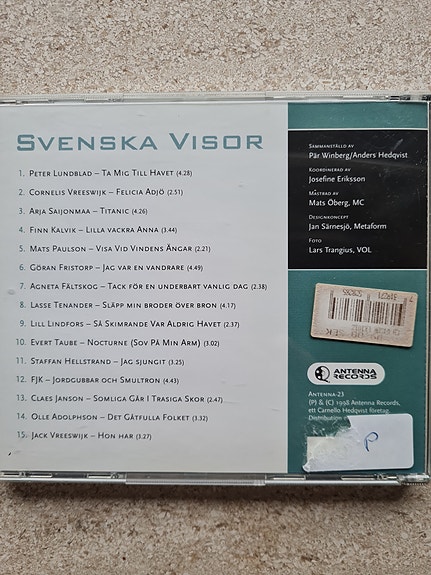 Svenska Visor
1. Peter Lundblad – Ta Mig Till Havet (4.28)
2. Cornelis Vreeswijk – Felicia Adjö (2.51)
3. Arja Saijonmaa – Titanic (4.26)
4. Finn Kalvik – Lilla vackra Anna (3.44)
5. Mats Paulson – Visa Vid Vindens Ängar (2.21)
6. Göran Fristorp – Jag var en vandrare (4.49)
7. Agneta Fältskog – Tack för en underbart vanlig dag (2.38)
8. Lasse Tenander – Släpp min broder över bron (4.17)
9. Lill Lindfors – Så Skimrande Var Aldrig Havet (2.37)
10. Evert Taube – Nocturne (Sov På Min Arm) (3.02)
11. Staffan Hellstrand – Jag sjungit (3.25)
12. FJK – Jordgubbar och Smultron (4.43)
13. Claes Janson – Somliga Går I Trasiga Skor (2.47)
14. Olle Adolphson – Det Gåtfulla Folket (3.32)
15. Jack Vreeswijk – Hon har (3.27)
Sammanställd av
Pär Winberg/Anders Hedqvist
Koordinerad av
Josefine Eriksson
Mastrad av
Mats Öberg, MC
Designkoncept
Jan Särnesjö, Metaform
Foto
Lars Trangius, VOL
Antenna
Records
Antenna-23
(P) & (C) 1998 Antenna Records,
ett Carnello Hedqvist företag.
Distribution
P